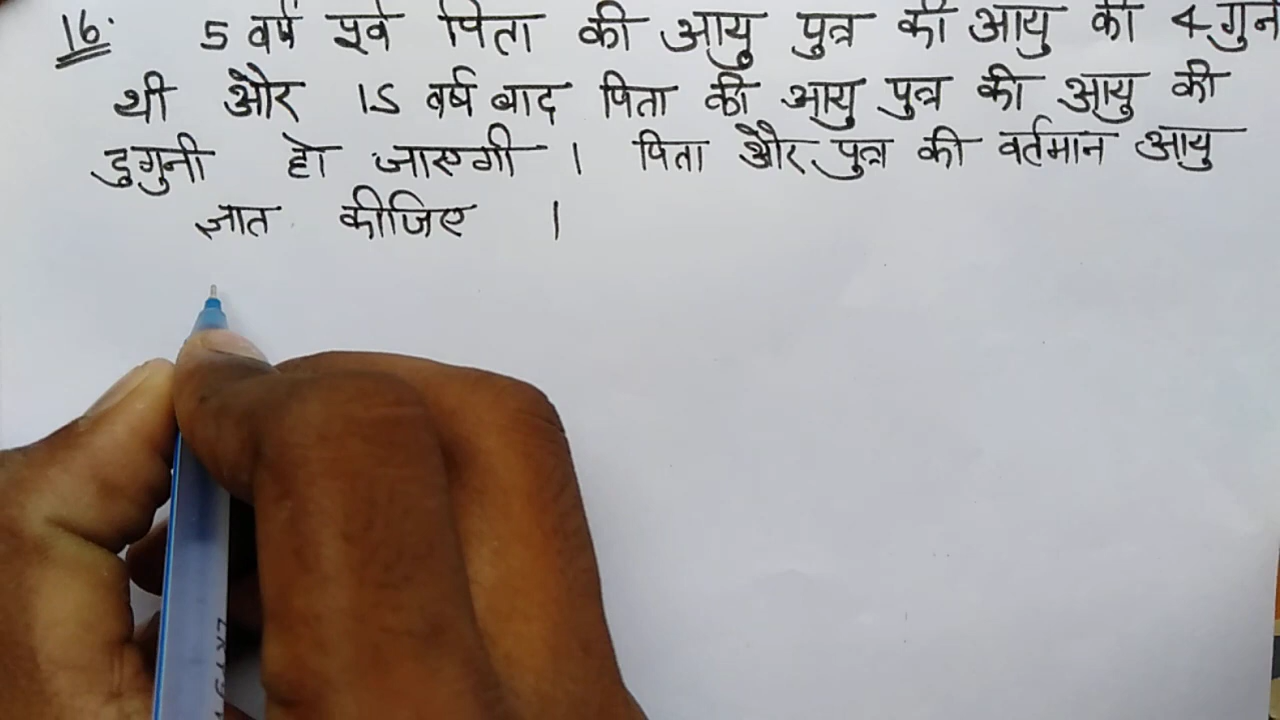 16. 5 वर्ष पूर्व पिता की आयु पुत्र की आयु की 4 गुन
थी और 15 वर्ष बाद पिता की आयु पुत्र की आयु की
दुगुनी हो जाएगी । पिता और पुत्र की वर्तमान आयु
ज्ञात कीजिए ।